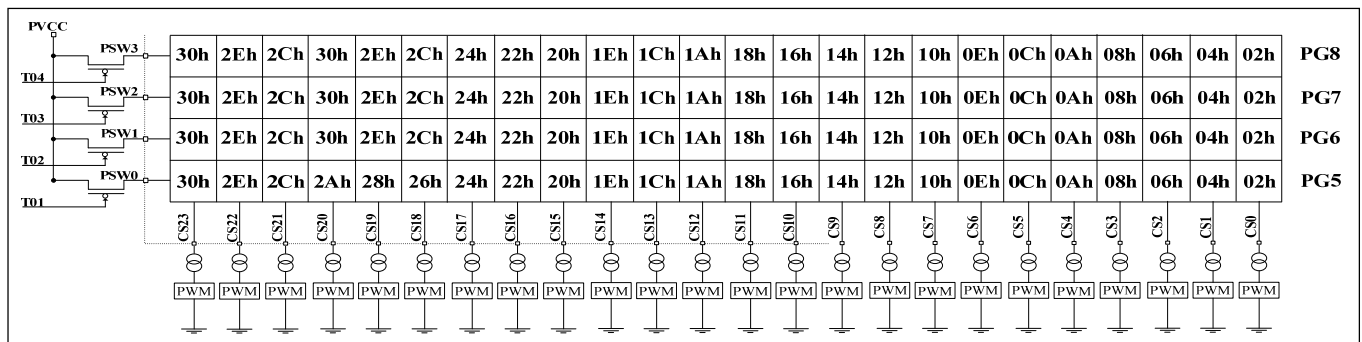 PVCC
PSW3 30h 2Eh 2Ch 30h 2Eh 2Ch 24h 22h 20h 1Eh 1Ch 1Ah 18h 16h 14h 12h 10h 0Eh 0Ch 0Ah 08h 06h 04h 02h PG8
T04
PSW2 30h 2Eh 2Ch 30h 2Eh 2Ch 24h 22h 20h 1Eh 1Ch 1Ah 18h 16h 14h 12h 10h 0Eh 0Ch 0Ah 08h 06h 04h 02h PG7
T03
PSW1 30h 2Eh 2Ch 30h 2Eh 2Ch 24h 22h 20h 1Eh 1Ch 1Ah 18h 16h 14h 12h 10h 0Eh 0Ch 0Ah 08h 06h 04h 02h PG6
T02
PSW0 30h 2Eh 2Ch 2Ah 28h 26h 24h 22h 20h 1Eh 1Ch 1Ah 18h 16h 14h 12h 10h 0Eh 0Ch 0Ah 08h 06h 04h 02h PG5
T01
CS23 CS22 CS21 CS20 CS19 CS18 CS17 CS16 CS15 CS14 CS13 CS12 CS11 CS10 CS9 CS8 CS7 CS6 CS5 CS4 CS3 CS2 CS1 CS0
PWM PWM PWM PWM PWM PWM PWM PWM PWM PWM PWM PWM PWM PWM PWM PWM PWM PWM PWM PWM PWM PWM PWM PWM